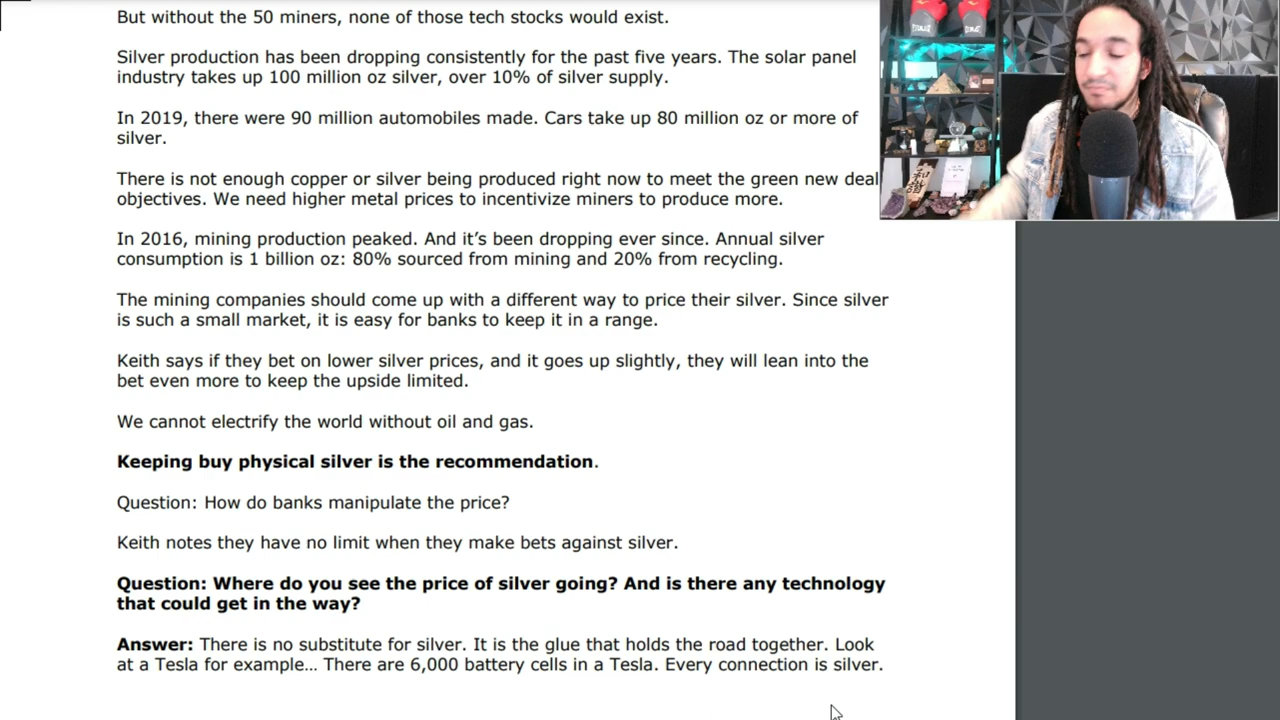 But without the 50 miners, none of those tech stocks would exist.
Silver production has been dropping consistently for the past five years. The solar panel
industry takes up 100 million oz silver, over 10% of silver supply.
In 2019, there were 90 million automobiles made. Cars take up 80 million oz or more of
silver.
There is not enough copper or silver being produced right now to meet the green new deal
objectives. We need higher metal prices to incentivize miners to produce more.
In 2016, mining production peaked. And it’s been dropping ever since. Annual silver
consumption is 1 billion oz: 80% sourced from mining and 20% from recycling.
The mining companies should come up with a different way to price their silver. Since silver
is such a small market, it is easy for banks to keep it in a range.
Keith says if they bet on lower silver prices, and it goes up slightly, they will lean into the
bet even more to keep the upside limited.
We cannot electrify the world without oil and gas.
Keeping buy physical silver is the recommendation.
Question: How do banks manipulate the price?
Keith notes they have no limit when they make bets against silver.
Question: Where do you see the price of silver going? And is there any technology
that could get in the way?
Answer: There is no substitute for silver. It is the glue that holds the road together. Look
at a Tesla for example… There are 6,000 battery cells in a Tesla. Every connection is silver.